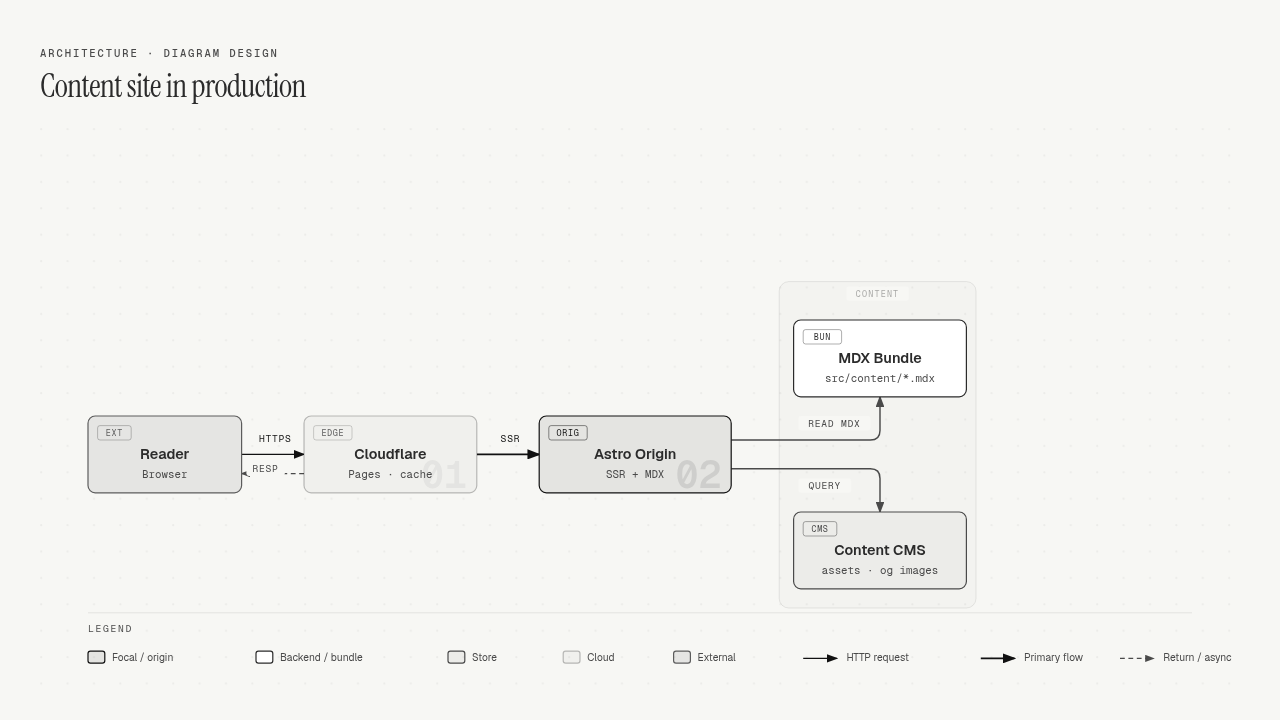 ARCHITECTURE · DIAGRAM DESIGN
Content site in production
CONTENT
BUN
MDX Bundle
src/content/*.mdx
READ MDX
EXT
Reader
Browser
HTTPS
RESP
EDGE
Cloudflare
Pages · cache
01
SSR
ORIG
Astro Origin
SSR + MDX
02
QUERY
CMS
Content CMS
assets · og images
LEGEND
Focal / origin
Backend / bundle
Store
Cloud
External
HTTP request
Primary flow
Return / async